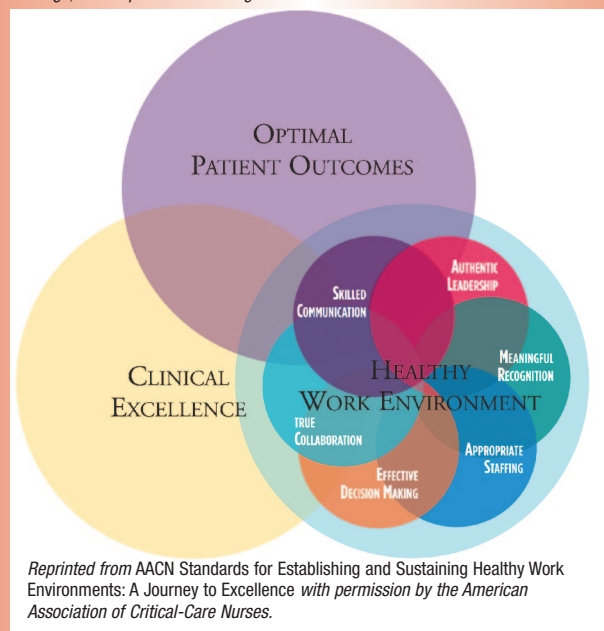 OPTIMAL
PATIENT OUTCOMES
SKILLED
COMMUNICATION
AUTHENTIC
LEADERSHIP
MEANINGFUL
RECOGNITION
HEALTHY
WORK ENVIRONMENT
CLINICAL
EXCELLENCE
TRUE
COLLABORATION
APPROPRIATE
STAFFING
EFFECTIVE
DECISION MAKING
Reprinted from AACN Standards for Establishing and Sustaining Healthy Work
Environments: A Journey to Excellence with permission by the American
Association of Critical-Care Nurses.